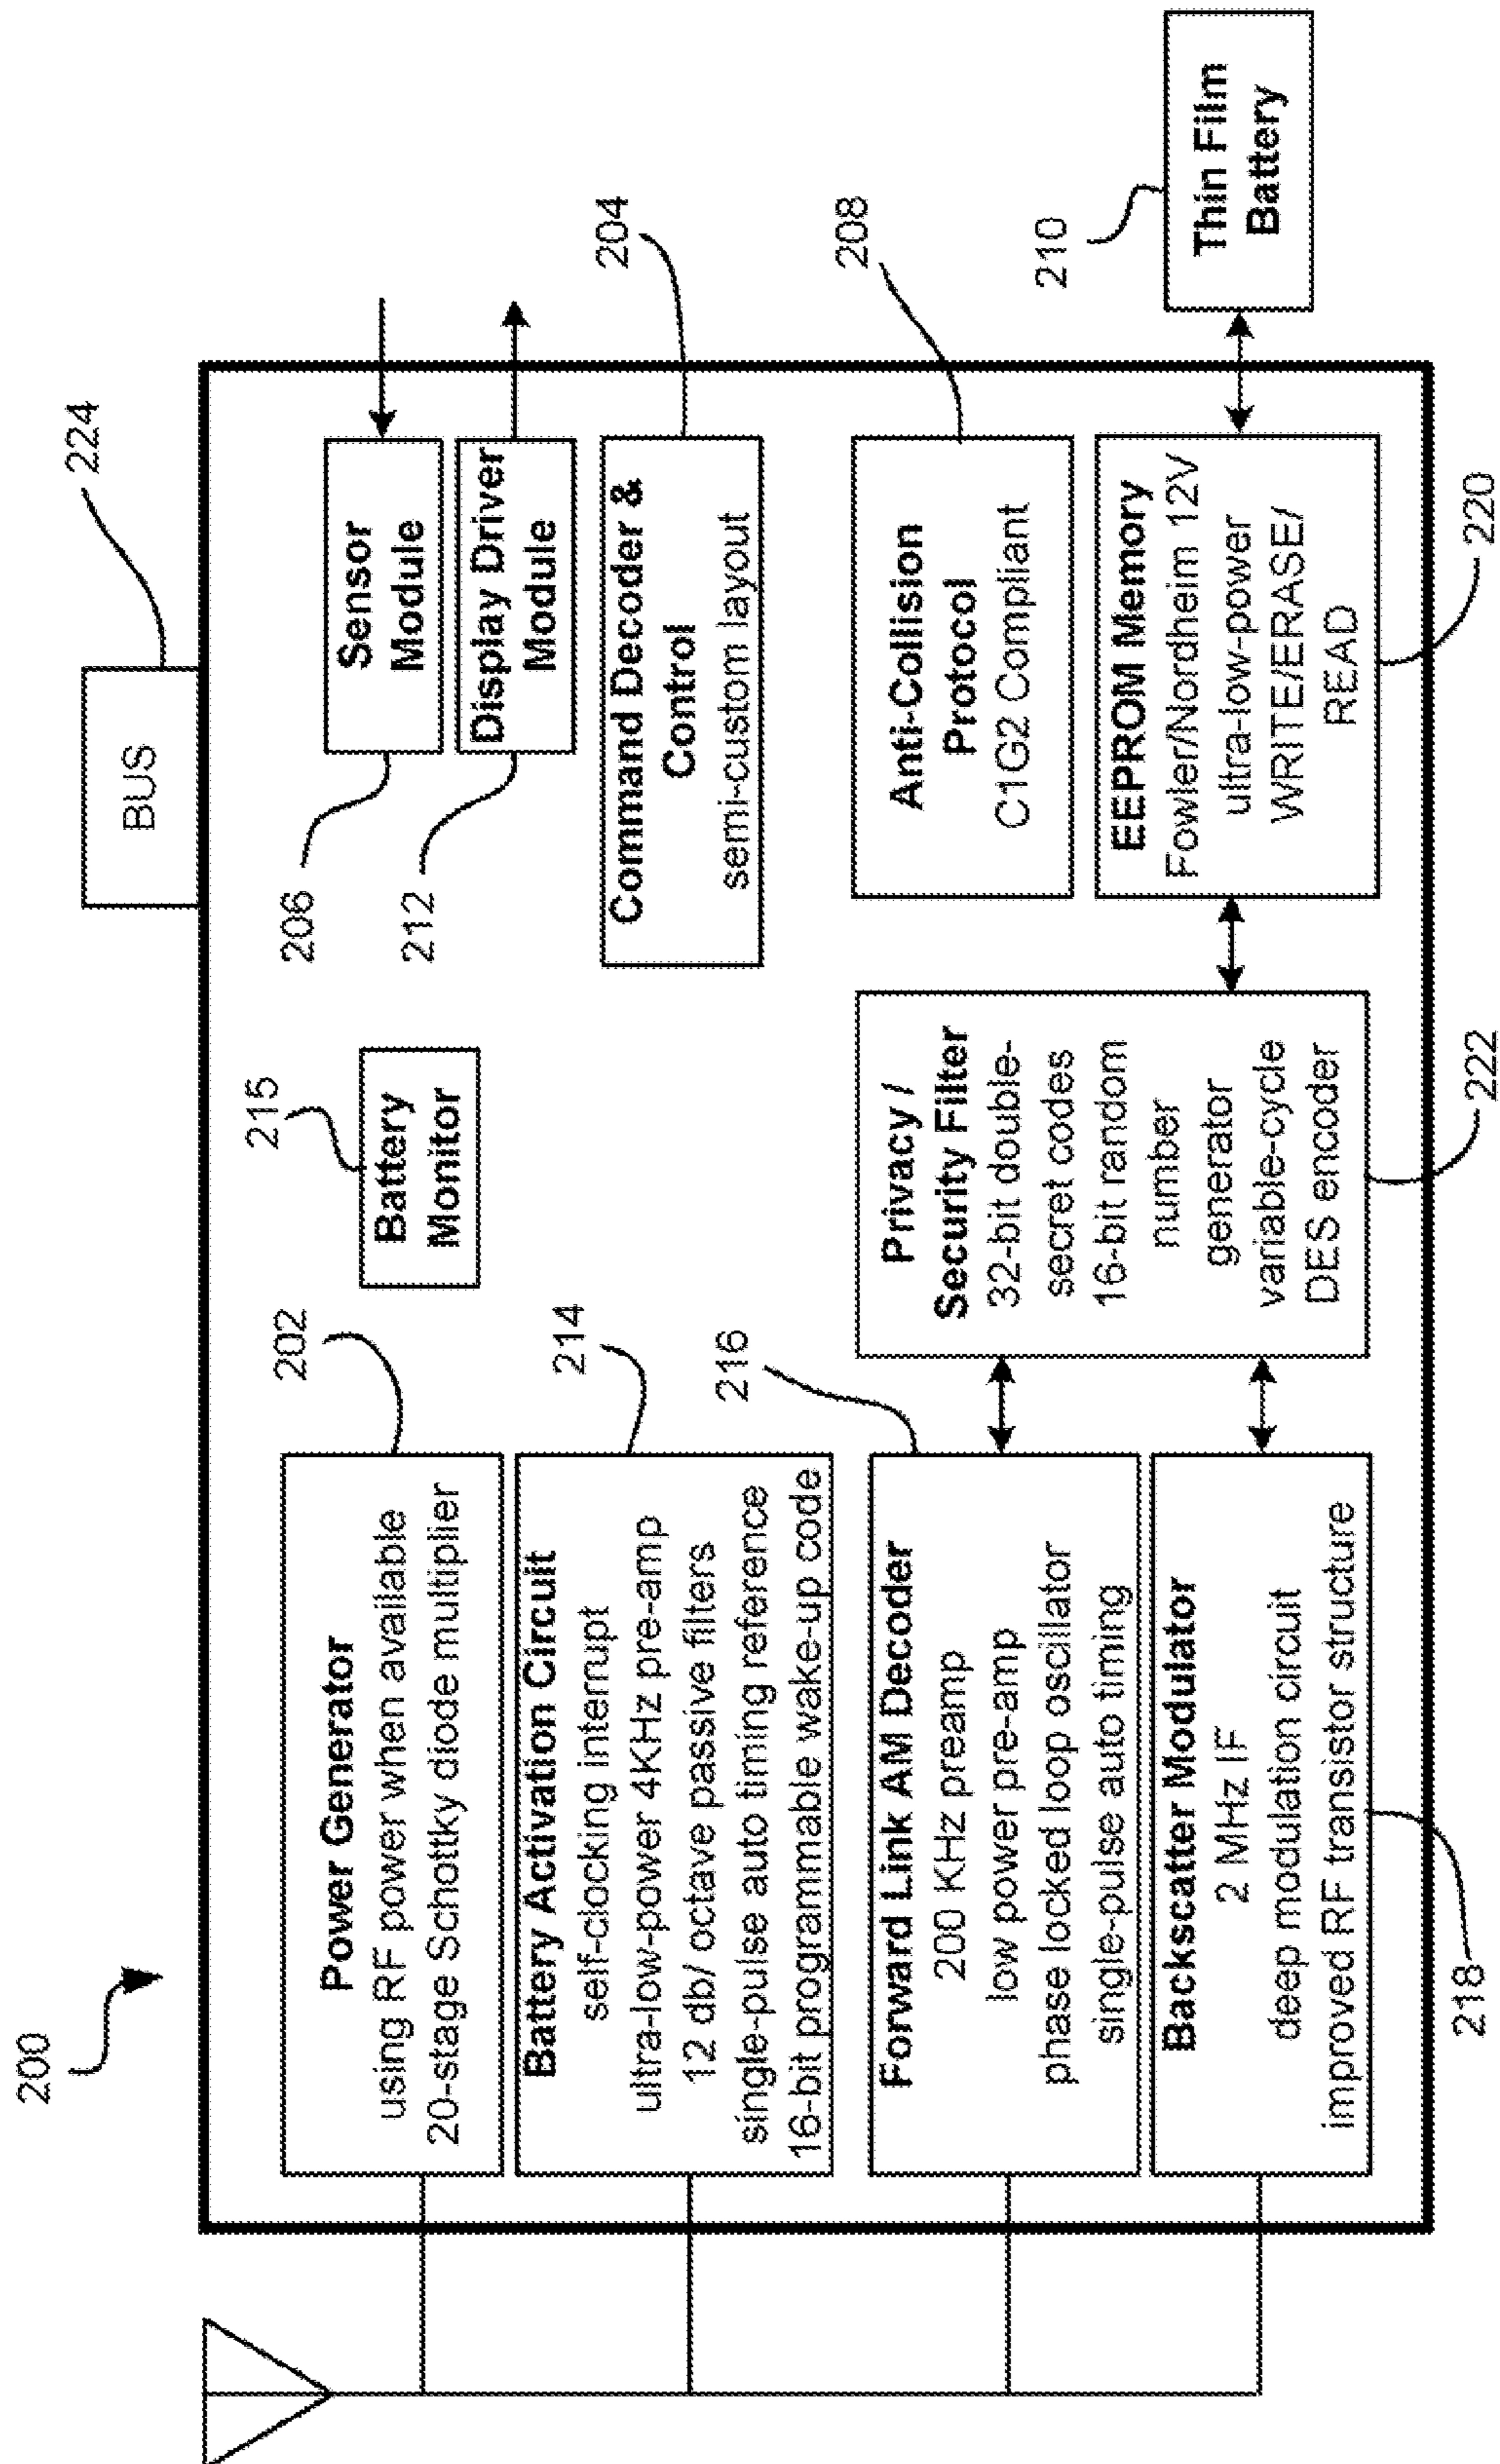 200
BUS
224
Power Generator
using RF power when available
20-stage Schottky diode multiplier
202
Battery Activation Circuit
self-clocking interrupt
ultra-low-power 4KHz pre-amp
12 db/ octave passive filters
single-pulse auto timing reference
16-bit programmable wake-up code
214
Battery
Monitor
215
Sensor
Module
206
Display Driver
Module
212
Command Decoder &
Control
semi-custom layout
204
Forward Link AM Decoder
200 KHz preamp
low power pre-amp
phase locked loop oscillator
single-pulse auto timing
216
Backscatter Modulator
2 MHz IF
deep modulation circuit
improved RF transistor structure
218
Privacy /
Security Filter
32-bit double-
secret codes
16-bit random
number
generator
variable-cycle
DES encoder
222
Anti-Collision
Protocol
C1G2 Compliant
208
EEPROM Memory
Fowler/Nordheim 12V
ultra-low-power
WRITE/ERASE/
READ
220
210
Thin Film
Battery